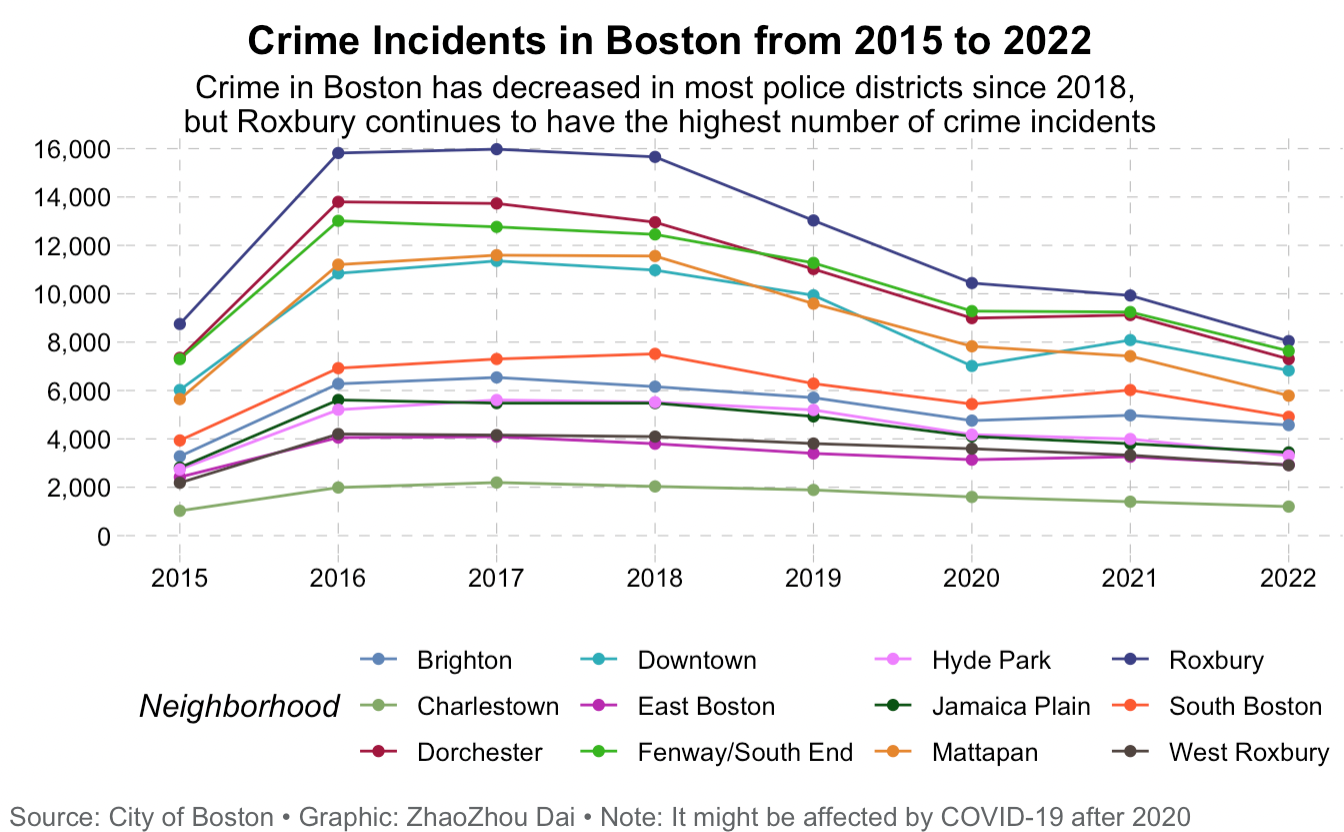 Crime Incidents in Boston from 2015 to 2022
Crime in Boston has decreased in most police districts since 2018,
but Roxbury continues to have the highest number of crime incidents
16,000
14,000
12,000
10,000
8,000
6,000
4,000
2,000
0
2015 2016 2017 2018 2019 2020 2021 2022
Brighton Downtown Hyde Park Roxbury
Neighborhood Charlestown East Boston Jamaica Plain South Boston
Dorchester Fenway/South End Mattapan West Roxbury
Source: City of Boston • Graphic: ZhaoZhou Dai • Note: It might be affected by COVID-19 after 2020